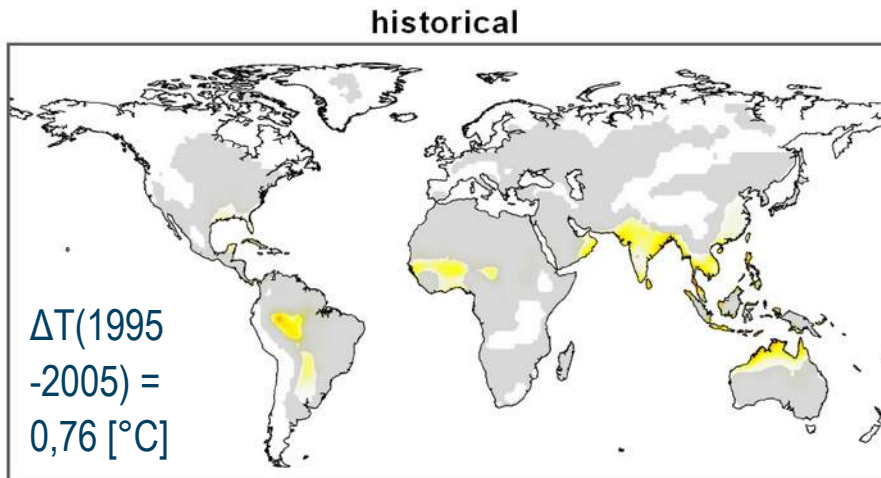 historical
ΔT(1995
-2005) =
0,76 [°C]